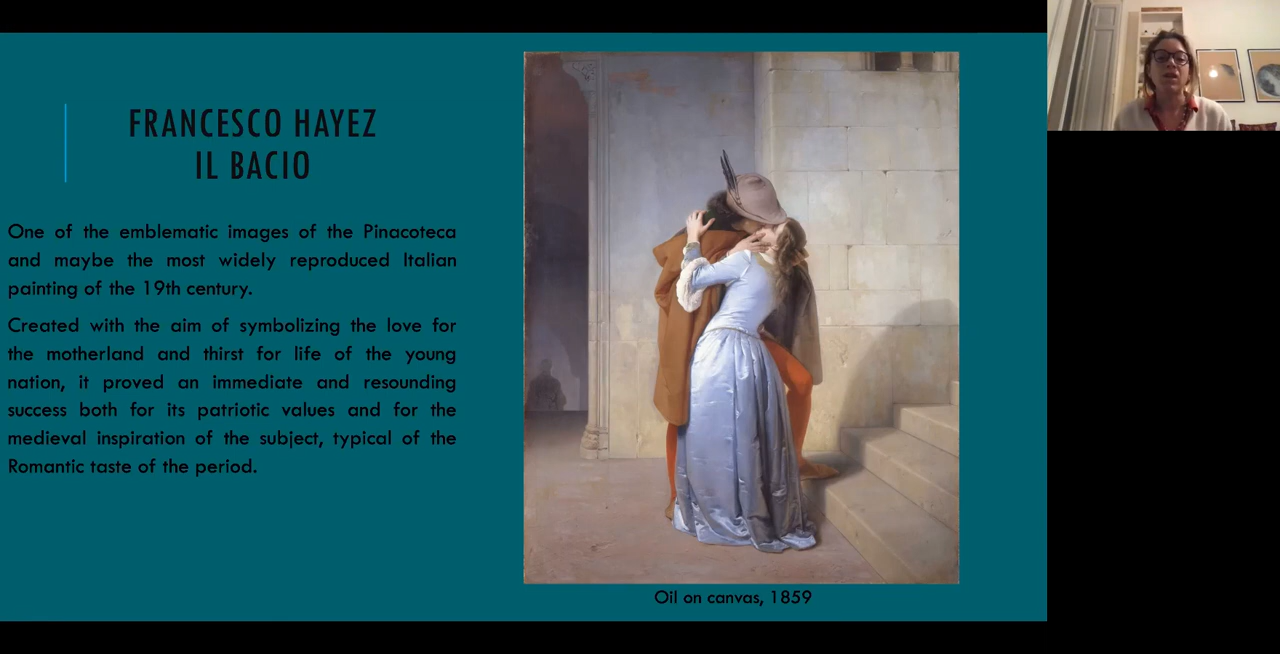 FRANCESCO HAYEZ
IL BACIO
One of the emblematic images of the Pinacoteca
and maybe the most widely reproduced Italian
painting of the 19th century.
Created with the aim of symbolizing the love for
the motherland and thirst for life of the young
nation, it proved an immediate and resounding
success both for its patriotic values and for the
medieval inspiration of the subject, typical of the
Romantic taste of the period.
Oil on canvas, 1859